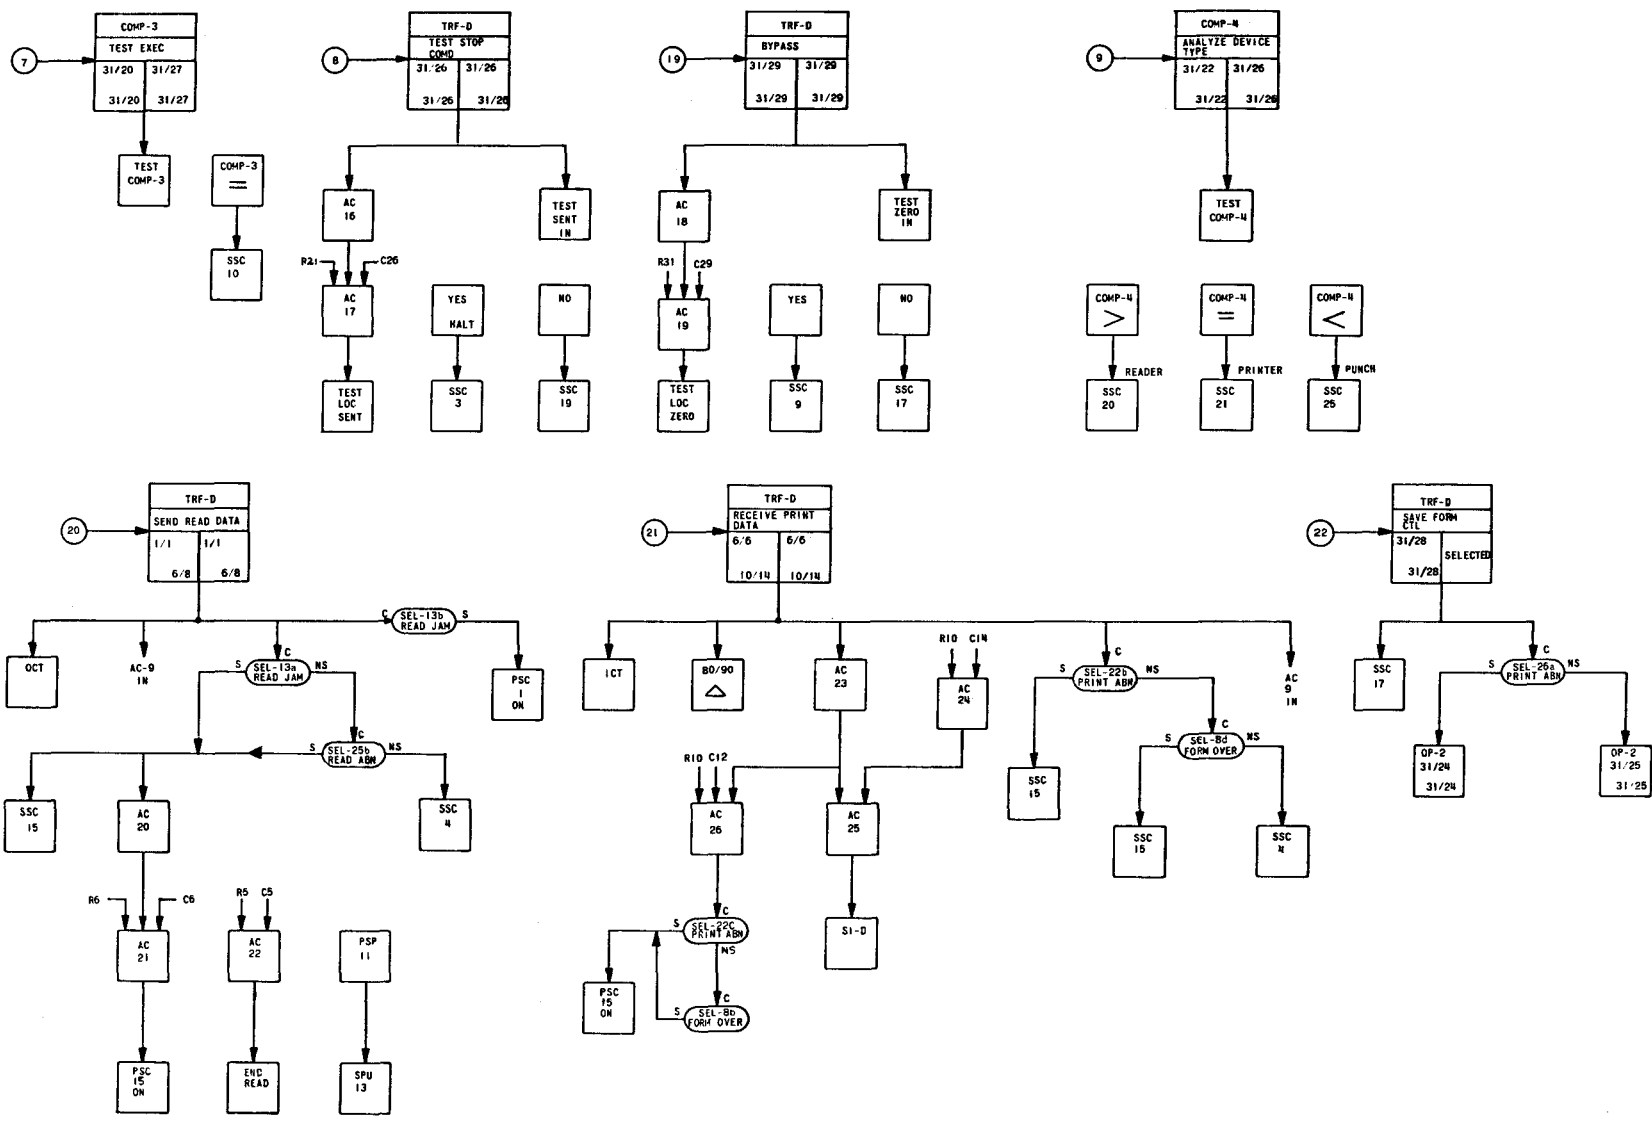 COMP-3
TEST EXEC
7
31/20 31/27
31/20 31/27
TEST
COMP-3
COMP-3
=
SSC
10
TRF-D
TEST STOP
COMD
8
31/26 31/26
31/26 31/26
AC
16
TEST
SENT
IN
R21
C26
AC
17
YES
HALT
NO
TEST
LOC
SENT
SSC
3
SSC
19
TRF-D
BYPASS
19
31/29 31/29
31/29 31/29
AC
18
TEST
ZERO
IN
R31
C29
AC
19
YES
NO
TEST
LOC
ZERO
SSC
9
SSC
17
COMP-4
ANALYZE DEVICE
TYPE
9
31/22 31/26
31/22 31/26
TEST
COMP-4
COMP-4
>
COMP-4
=
COMP-4
<
READER
PRINTER
PUNCH
SSC
20
SSC
21
SSC
25
TRF-D
SEND READ DATA
20
1/1 1/1
6/8 6/8
C SEL-13b S
READ JAM
OCT
AC-9
IN
C
S SEL-13a NS
READ JAM
PSC
1
ON
C
S SEL-25b NS
READ ABN
SSC
15
AC
20
SSC
4
R6
C6
R5 C5
AC
21
AC
22
PSP
11
PSC
15
ON
END
READ
SPU
13
TRF-D
RECEIVE PRINT
DATA
21
6/6 6/6
10/14 10/14
ICT
80/90
△
AC
23
R10 C14
AC
24
C
S SEL-22b NS
PRINT ABN
AC
9
IN
C
S SEL-8d NS
FORM OVER
R10 C12
SSC
15
AC
26
AC
25
SSC
15
SSC
4
C
S SEL-22C
PRINT ABN
NS
SI-D
PSC
15
ON
C
S SEL-8b
FORM OVER
TRF-D
SAVE FORM
CTL
22
31/28
SELECTED
31/28
SSC
17
C
S SEL-26a NS
PRINT ABN
OP-2
31/24
31/24
OP-2
31/25
31/25